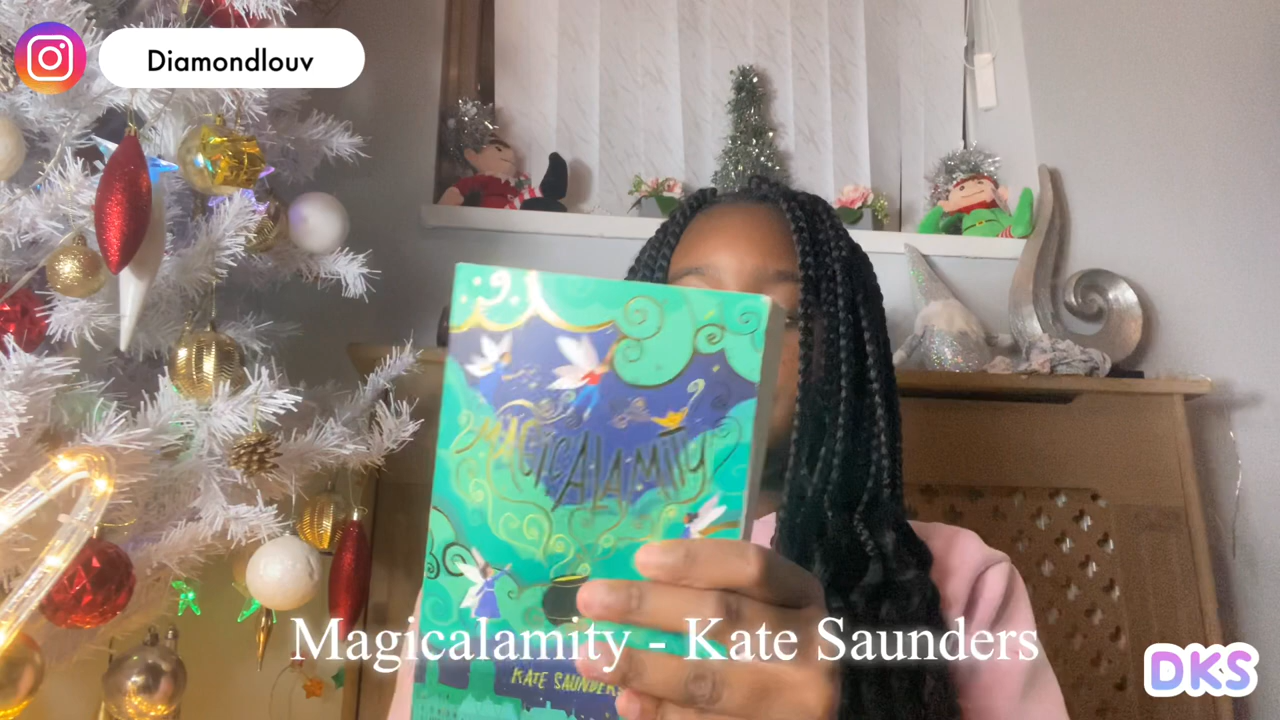 Diamondlouv
MAGICALAMITY
Magicalamity - Kate Saunders
KATE SAUNDERS
DKS